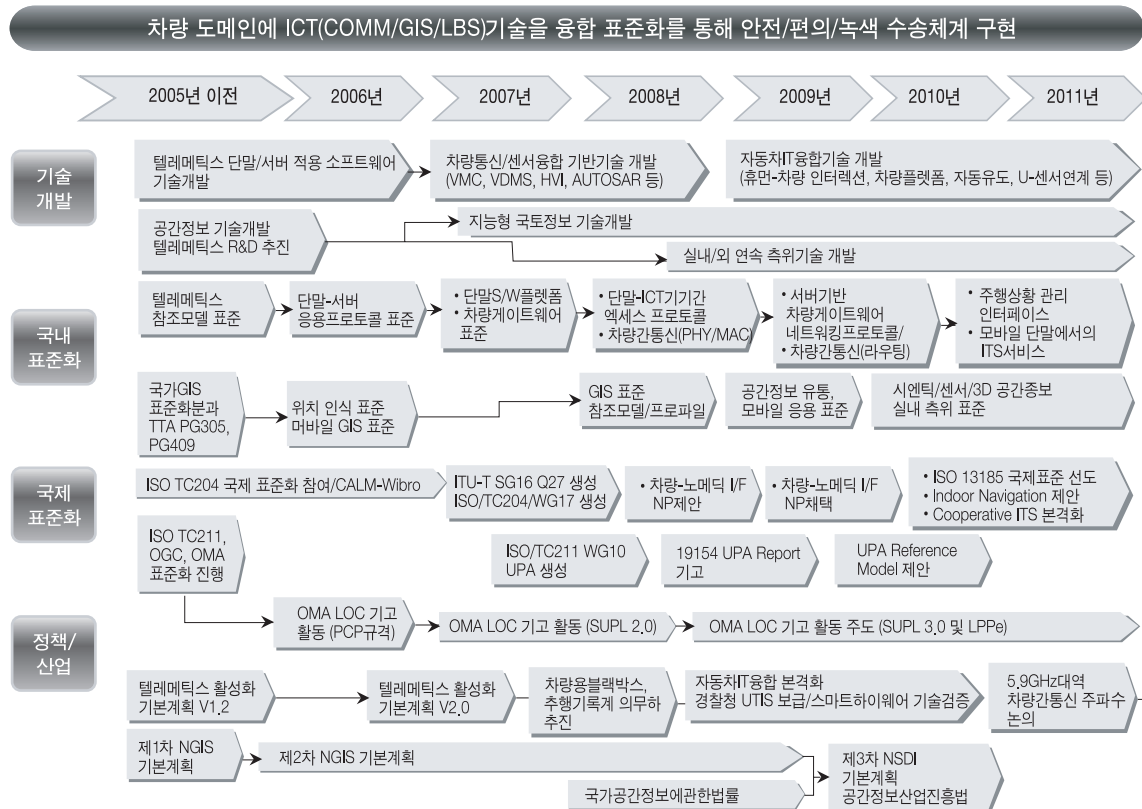 차량 도메인에 ICT(COMM/GIS/LBS)기술을 융합 표준화를 통해 안전/편의/녹색 수송체계 구현
2005년 이전
2006년
2007년
2008년
2009년
2010년
2011년
기술
개발
텔레메틱스 단말/서버 적용 소프트웨어
기술개발
차량통신/센서융합 기반기술 개발
(VMC, VDMS, HVI, AUTOSAR 등)
자동차IT융합기술 개발
(휴먼-차량 인터렉션, 차량플랫폼, 자동유도, U-센서연계 등)
공간정보 기술개발
텔레메틱스 R&D 추진
지능형 국토정보 기술개발
실내/외 연속 측위기술 개발
국내
표준화
텔레메틱스
참조모델 표준
단말-서버
응용프로토콜 표준
• 단말S/W플렛폼
• 차량게이트웨어
표준
• 단말-ICT기기간
엑세스 프로토콜
• 차량간통신(PHY/MAC)
• 서버기반
차량게이트웨어
네트워킹프로토콜/
• 차량간통신(라우팅)
• 주행상황 관리
인터페이스
• 모바일 단말에서의
ITS서비스
국가GIS
표준화분과
TTA PG305,
PG409
위치 인식 표준
머바일 GIS 표준
GIS 표준
참조모델/프로파일
공간정보 유통,
모바일 응용 표준
시엔틱/센서/3D 공간종보
실내 측위 표준
국제
표준화
ISO TC204 국제 표준화 참여/CALM-Wibro
ITU-T SG16 Q27 생성
ISO/TC204/WG17 생성
• 차량-노메딕 I/F
NP제안
• 차량-노메딕 I/F
NP채택
• ISO 13185 국제표준 선도
• Indoor Navigation 제안
• Cooperative ITS 본격화
ISO TC211,
OGC, OMA
표준화 진행
ISO/TC211 WG10
UPA 생성
19154 UPA Report
기고
UPA Reference
Model 제안
OMA LOC 기고
활동 (PCP규격)
OMA LOC 기고 활동 (SUPL 2.0)
OMA LOC 기고 활동 주도 (SUPL 3.0 및 LPPe)
정책/
산업
텔레메틱스 활성화
기본계획 V1.2
텔레메틱스 활성화
기본계획 V2.0
차량용블랙박스,
추행기록계 의무하
추진
자동차IT융합 본격화
경찰청 UTIS 보급/스마트하이웨어 기술검증
5.9GHz대역
차량간통신 주파수
논의
제1차 NGIS
기본계획
제2차 NGIS 기본계획
국가공간정보에관한법률
제3차 NSDI
기본계획
공간정보산업진흥법